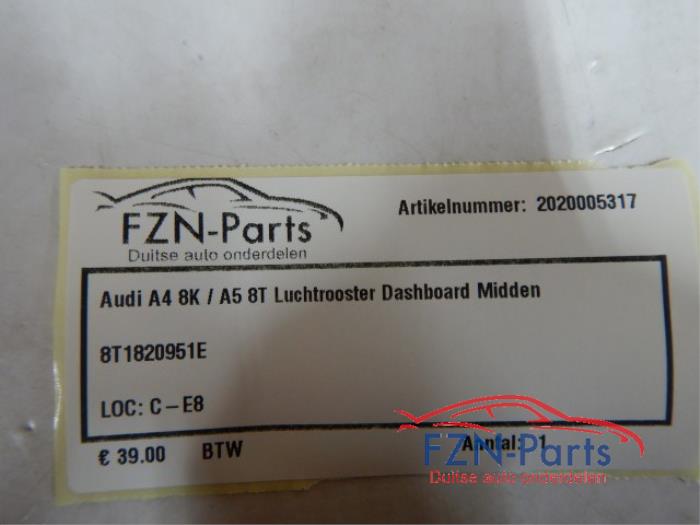 FZN-Parts
Duitse auto onderdelen
Artikelnummer: 2020005317
Audi A4 8K / A5 8T Luchtrooster Dashboard Midden
8T1820951E
LOC: C-E8
€ 39.00 BTW Aantal: 1
FZN-Parts
Duitse auto onderdelen